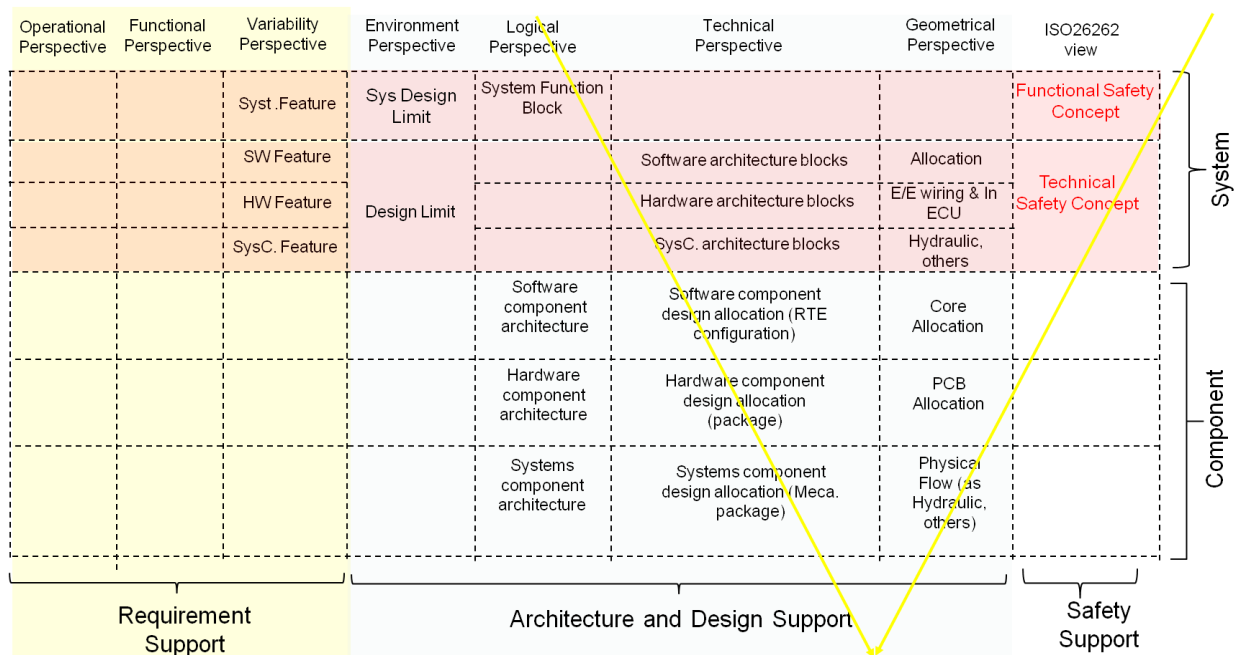 Operational
Perspective
Functional
Perspective
Variability
Perspective
Environment
Perspective
Logical
Perspective
Technical
Perspective
Geometrical
Perspective
ISO26262
view
Syst .Feature
Sys Design
Limit
System Function
Block
Functional Safety
Concept
SW Feature
Software architecture blocks
Allocation
HW Feature
Design Limit
Hardware architecture blocks
E/E wiring & In
ECU
Technical
Safety Concept
SysC. Feature
SysC. architecture blocks
Hydraulic,
others
System
Software
component
architecture
Software component
design allocation (RTE
configuration)
Core
Allocation
Hardware
component
architecture
Hardware component
design allocation
(package)
PCB
Allocation
Systems
component
architecture
Systems component
design allocation (Meca.
package)
Physical
Flow (as
Hydraulic,
others)
Component
Requirement
Support
Architecture and Design Support
Safety
Support